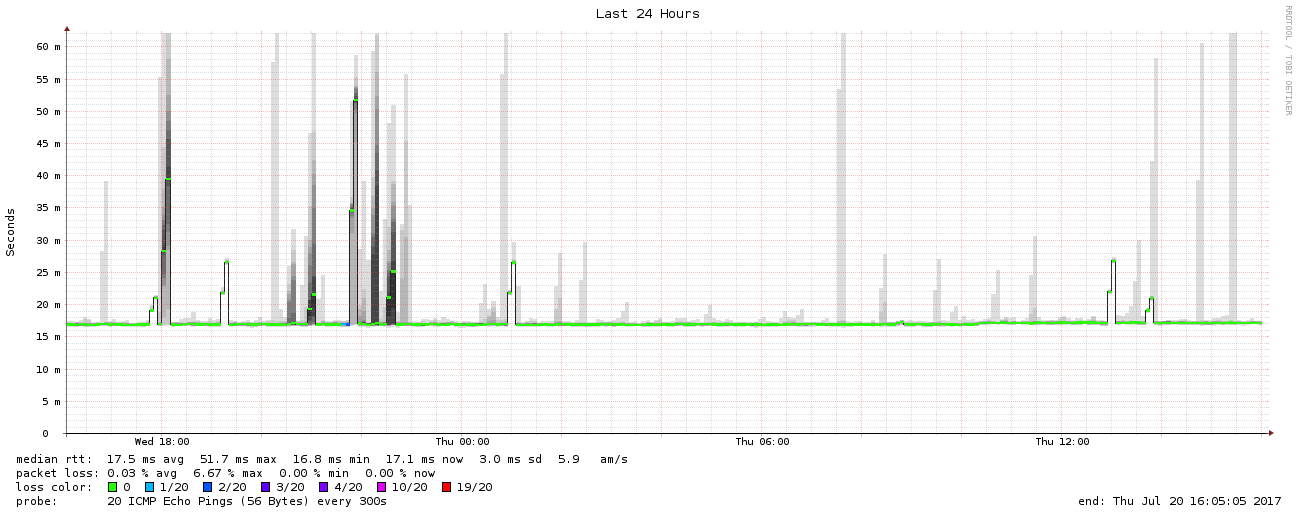 Last 24 Hours
RRDTOOL / TOBI OETIKER
Seconds
60 m
55 m
50 m
45 m
40 m
35 m
30 m
25 m
20 m
15 m
10 m
5 m
0
Wed 18:00 Thu 00:00 Thu 06:00 Thu 12:00
median rtt: 17.5 ms avg 51.7 ms max 16.8 ms min 17.1 ms now 3.0 ms sd 5.9 am/s
packet loss: 0.03 % avg 6.67 % max 0.00 % min 0.00 % now
loss color: 0 1/20 2/20 3/20 4/20 10/20 19/20
probe: 20 ICMP Echo Pings (56 Bytes) every 300s end: Thu Jul 20 16:05:05 2017